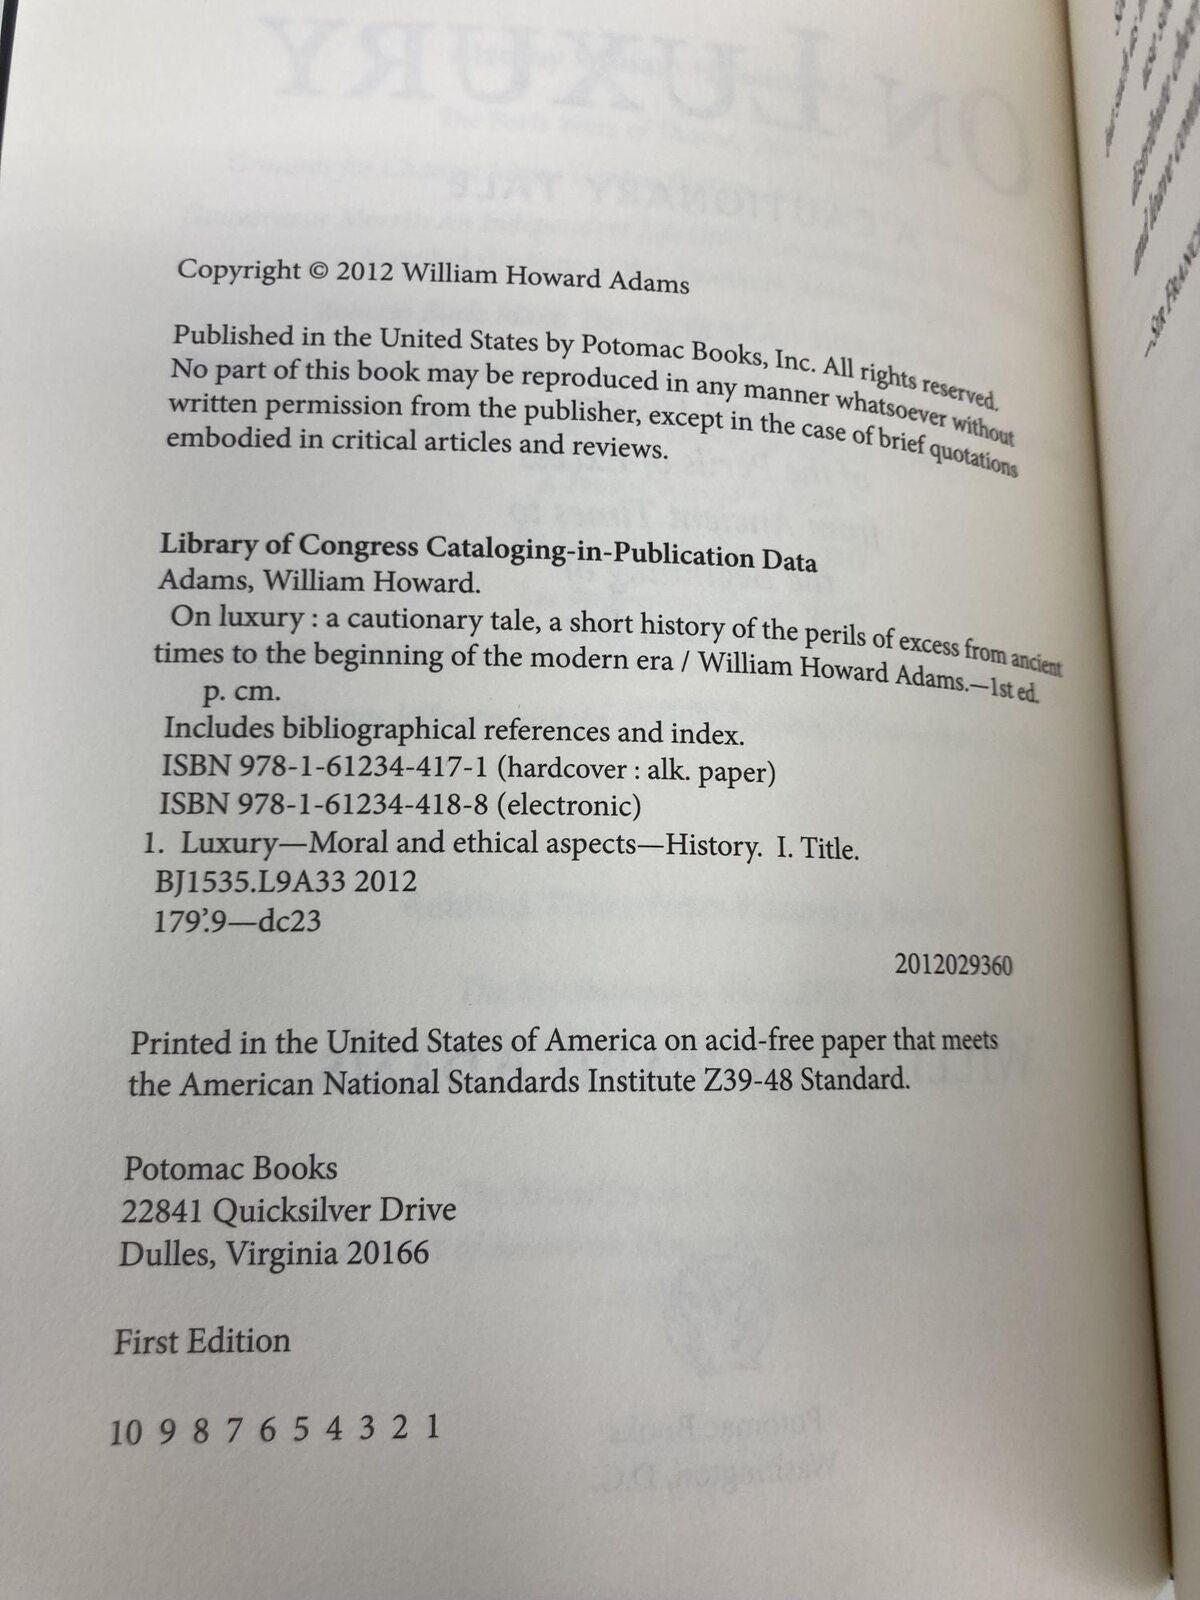 Copyright © 2012 William Howard Adams
Published in the United States by Potomac Books, Inc. All rights reserved.
No part of this book may be reproduced in any manner whatsoever without
written permission from the publisher, except in the case of brief quotations
embodied in critical articles and reviews.
Library of Congress Cataloging-in-Publication Data
Adams, William Howard.
On luxury : a cautionary tale, a short history of the perils of excess from ancient
times to the beginning of the modern era / William Howard Adams.—1st ed.
p. cm.
Includes bibliographical references and index.
ISBN 978-1-61234-417-1 (hardcover : alk. paper)
ISBN 978-1-61234-418-8 (electronic)
1. Luxury—Moral and ethical aspects—History. I. Title.
BJ1535.L9A33 2012
179'.9—dc23
2012029360
Printed in the United States of America on acid-free paper that meets
the American National Standards Institute Z39-48 Standard.
Potomac Books
22841 Quicksilver Drive
Dulles, Virginia 20166
First Edition
10 9 8 7 6 5 4 3 2 1
and leave
—SIR FRANCIS